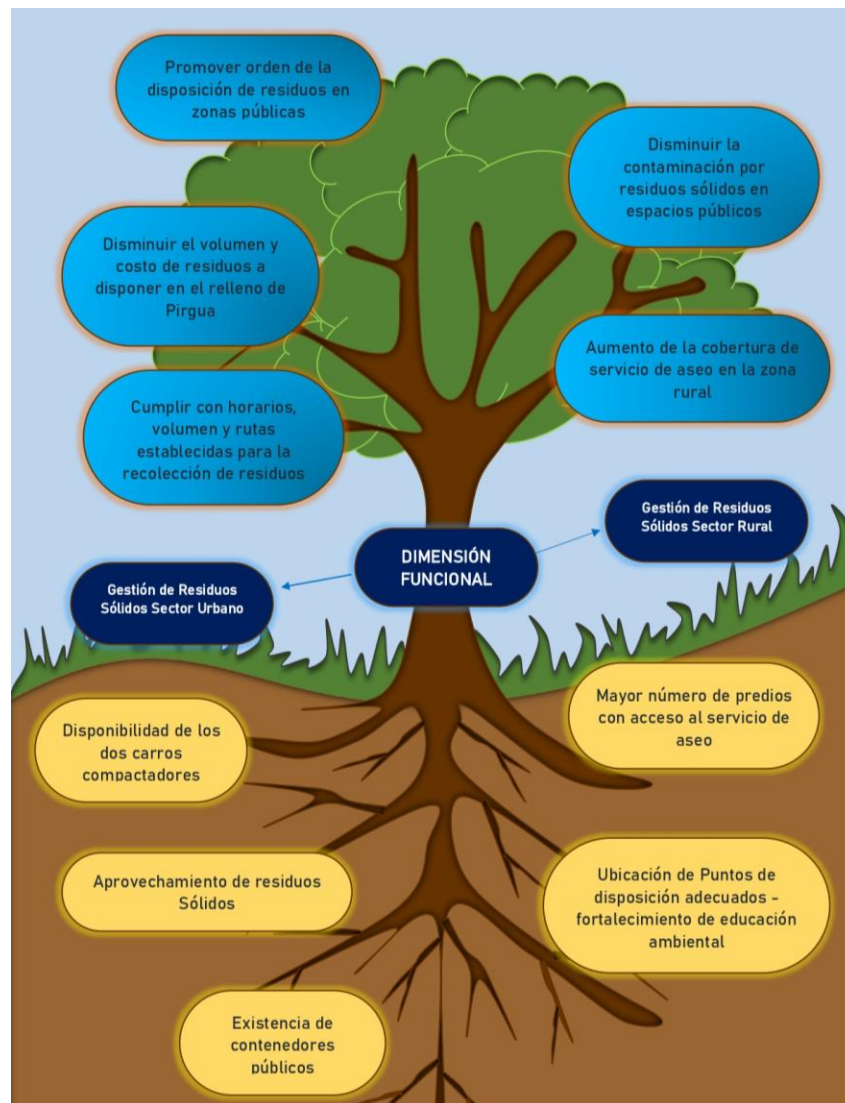 Promover orden de la
disposición de residuos en
zonas públicas
Disminuir la
contaminación por
residuos sólidos en
espacios públicos
Disminuir el volumen y
costo de residuos a
disponer en el relleno de
Pirgua
Aumento de la cobertura de
servicio de aseo en la zona
rural
Cumplir con horarios,
volumen y rutas
establecidas para la
recolección de residuos
Gestión de Residuos
Sólidos Sector Rural
DIMENSIÓN
FUNCIONAL
Gestión de Residuos
Sólidos Sector Urbano
Mayor número de predios
con acceso al servicio de
aseo
Disponibilidad de los
dos carros
compactadores
Aprovechamiento de residuos
Sólidos
Ubicación de Puntos de
disposición adecuados -
fortalecimiento de educación
ambiental
Existencia de
contenedores
públicos